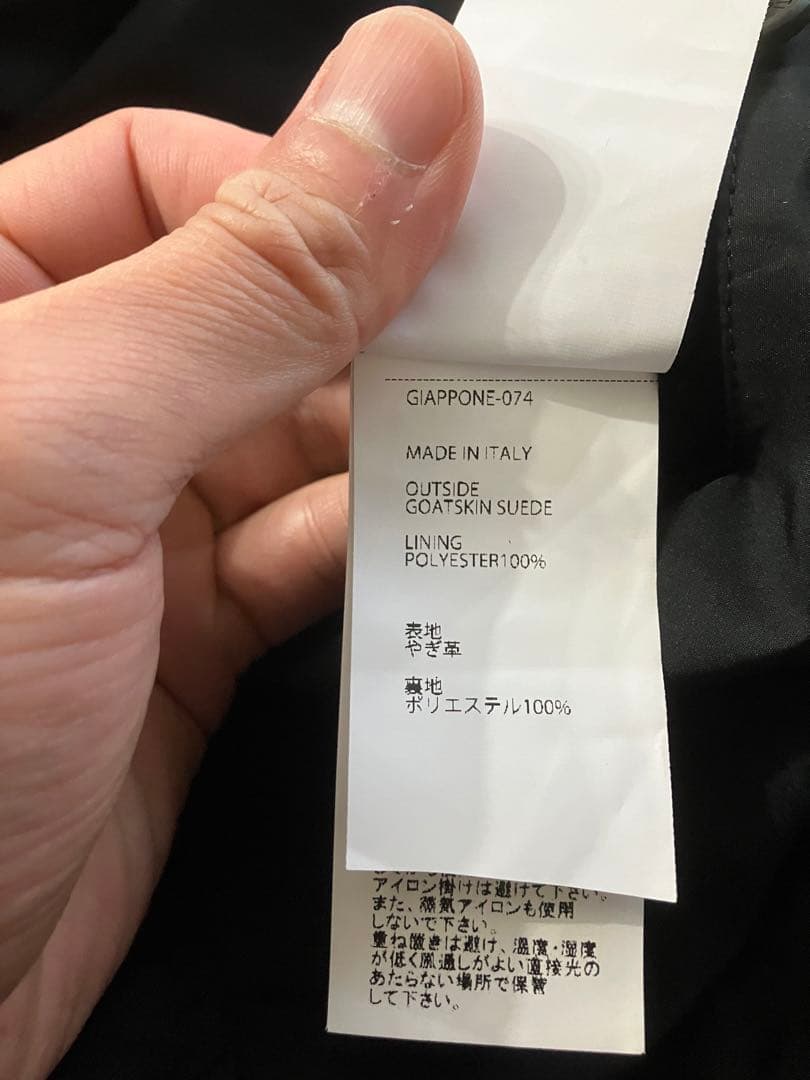 GIAPPONE-074
MADE IN ITALY
OUTSIDE
GOATSKIN SUEDE
LINING
POLYESTER100%
表地
やぎ革
裏地
ポリエステル100%
アイロン掛けは避けて下さい。
また、蒸気アイロンも使用
しないで下さい。
重ね置きは避け、温度・湿度
が低く風通しがよい直接光の
あたらない場所で保管
して下さい。